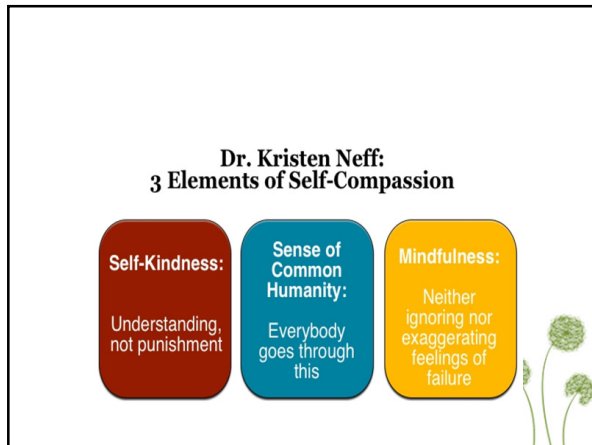 Dr. Kristen Neff:
3 Elements of Self-Compassion
Self-Kindness:
Understanding,
not punishment
Sense of
Common
Humanity:
Everybody
goes through
this
Mindfulness:
Neither
ignoring nor
exaggerating
feelings of
failure